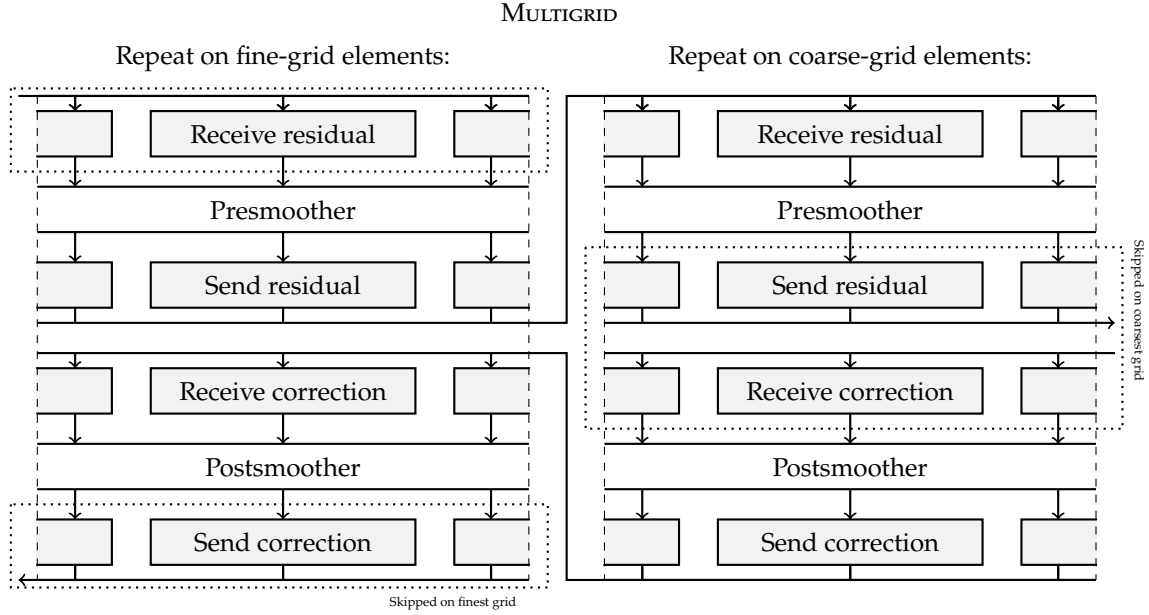 MULTIGRID
Repeat on fine-grid elements:
Receive residual
Presmoother
Send residual
Receive correction
Postsmoother
Send correction
Skipped on finest grid
Repeat on coarse-grid elements:
Receive residual
Presmoother
Send residual
Skipped on coarsest grid
Receive correction
Postsmoother
Send correction